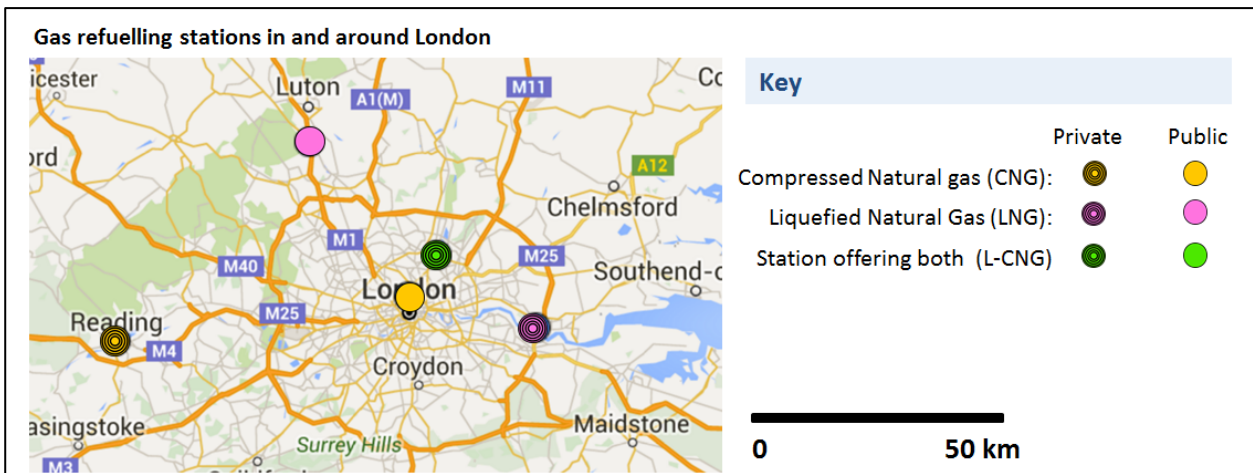 Gas refuelling stations in and around London
icester
Luton
A1(M)
M11
Co
ord
A12
Chelmsford
M1
M25
M40
London
Southend-o
Reading
M25
M4
Croydon
asingstoke
Maidstone
Surrey Hills
M3
Key
Private Public
Compressed Natural gas (CNG):
Liquefied Natural Gas (LNG):
Station offering both (L-CNG)
0 50 km